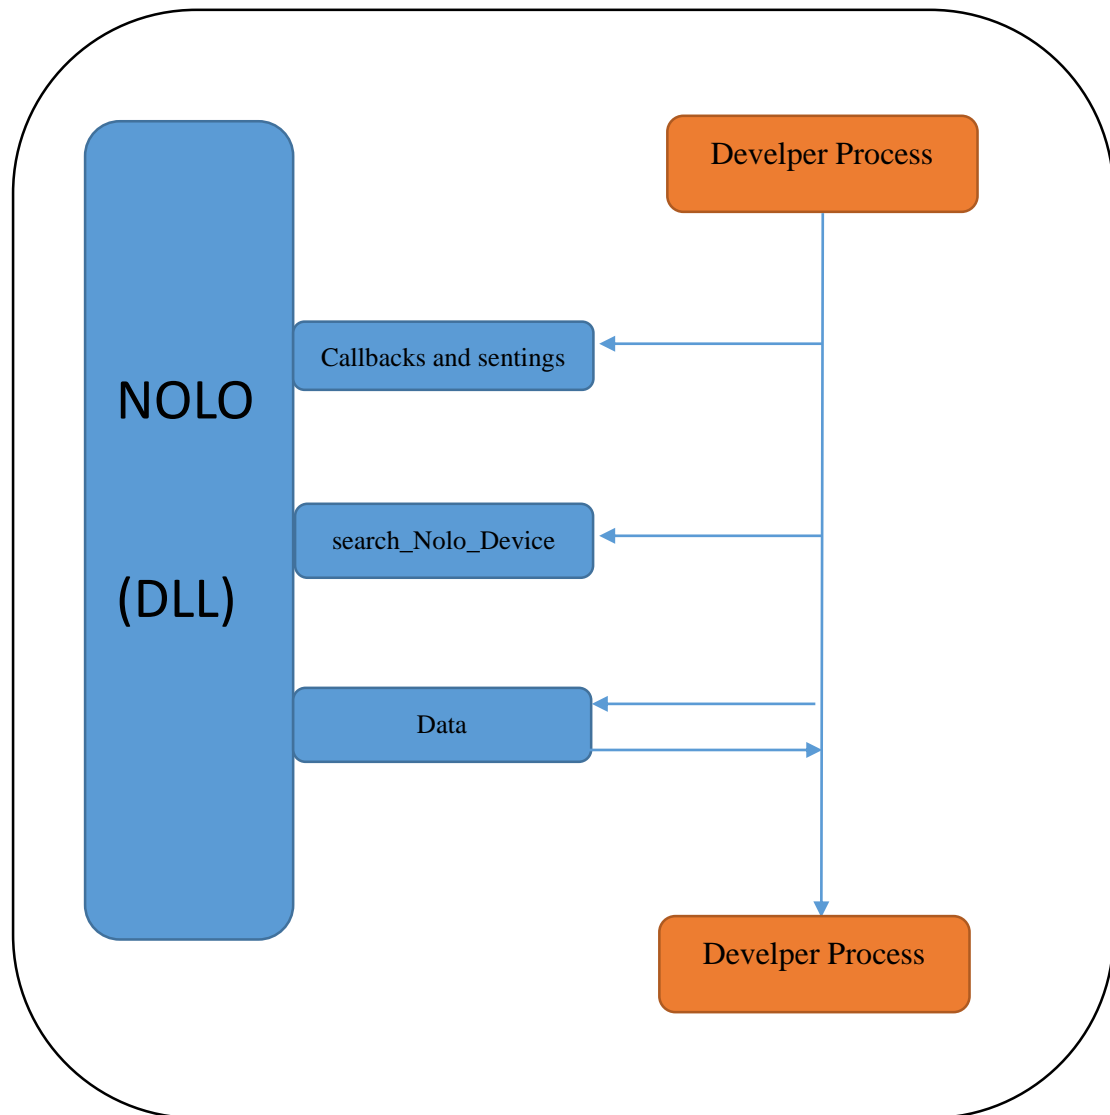 Develper Process
Callbacks and sentings
NOLO
search_Nolo_Device
(DLL)
Data
Develper Process